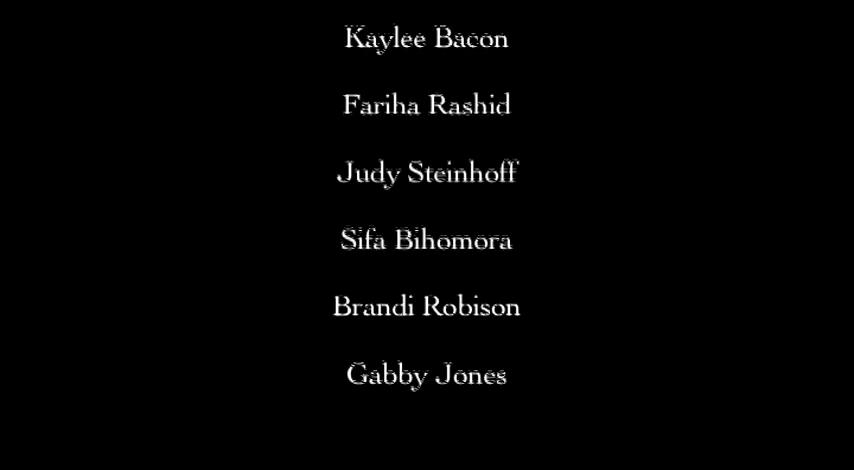 Kaylee Bacon
Fariha Rashid
Judy Steinhoff
Sifa Bihomora
Brandi Robison
Gabby Jones